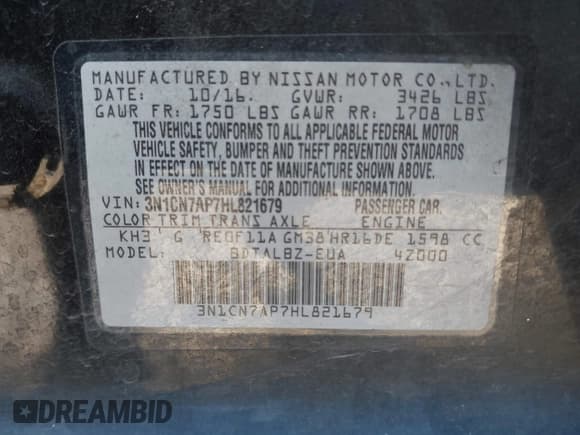 MANUFACTURED BY NISSAN MOTOR CO., LTD.
DATE: 10/16. GVWR: 3426 LBS
GAWR FR: 1750 LBS GAWR RR: 1708 LBS
THIS VEHICLE CONFORMS TO ALL APPLICABLE FEDERAL MOTOR
VEHICLE SAFETY, BUMPER AND THEFT PREVENTION STANDARDS
IN EFFECT ON THE DATE OF MANUFACTURE SHOWN ABOVE.
SEE OWNER'S MANUAL FOR ADDITIONAL INFORMATION.
VIN: 3N1CN7AP7HL821679 PASSENGER CAR.
COLOR TRIM TRANS AXLE ENGINE
KH3 G RE0F11A GM38 HR16DE 1598 CC
MODEL: BDTALBZ-EUA 4Z000
3N1CN7AP7HL821679
DREAMBID